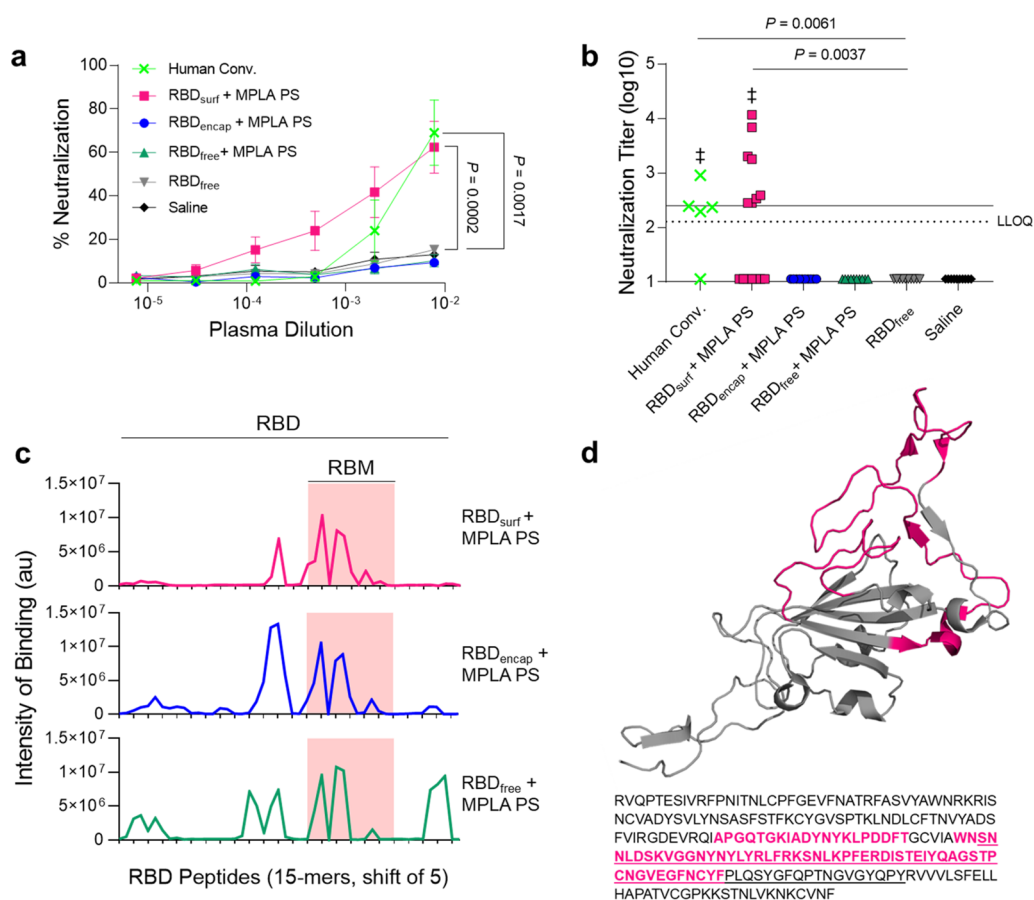 a
% Neutralization
100
80
60
40
20
0
10-5
10-4
10-3
10-2
Plasma Dilution
Human Conv.
RBDsurf + MPLA PS
RBDencap + MPLA PS
RBDfree + MPLA PS
RBDfree
Saline
P = 0.0002
P = 0.0017
b
P = 0.0061
P = 0.0037
Neutralization Titer (log10)
5
4
3
2
1
‡
‡
LLOQ
Human Conv.
RBDsurf + MPLA PS
RBDencap + MPLA PS
RBDfree + MPLA PS
RBDfree
Saline
c
RBD
RBM
Intensity of Binding (au)
1.5×107
1×107
5×106
0
RBDsurf +
MPLA PS
1.5×107
1×107
5×106
0
RBDencap +
MPLA PS
1.5×107
1×107
5×106
0
RBDfree +
MPLA PS
RBD Peptides (15-mers, shift of 5)
d
RVQPTESIVRFPNITNLCPFGEVFNATRFASVYAWNRKRIS
NCVADYSVLYNSASFSTFKCYGVSPTKLNDLCFTNVYADS
FVIRGDEVRQIAPGQTGKIADYNYKLPDDFTGCVIAWNSN
NLDSKVGGNYNYLYRLFRKSNLKPFERDISTEIYQAGSTP
CNGVEGFNCYFPLQSYGFQPTNGVGYQPYRVVVLSFELL
HAPATVCGPKKSTNLVKNKCVNF